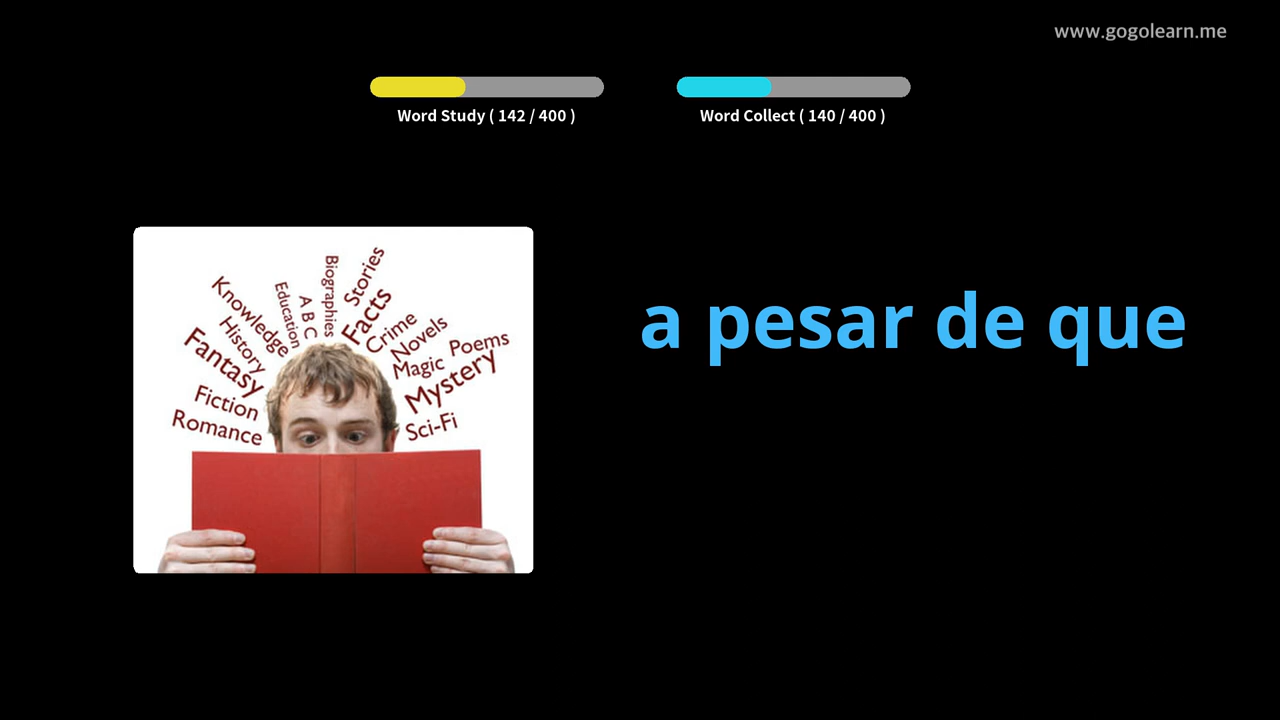 www.gogolearn.me
Word Study ( 142 / 400 )
Word Collect ( 140 / 400 )
a pesar de que
Knowledge
History
Education
A B C
Biographies
Stories
Facts
Crime
Novels
Magic
Poems
Mystery
Sci-Fi
Fantasy
Fiction
Romance